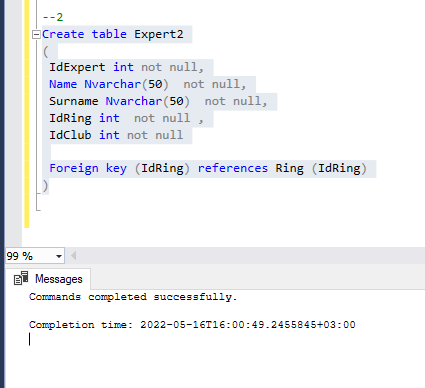 --2
Create table Expert2
(
IdExpert int not null,
Name Nvarchar(50)  not null,
Surname Nvarchar(50)  not null,
IdRing int  not null ,
IdClub int not null
Foreign key (IdRing) references Ring (IdRing)
)
99 %
Messages
Commands completed successfully.
Completion time: 2022-05-16T16:00:49.2455845+03:00